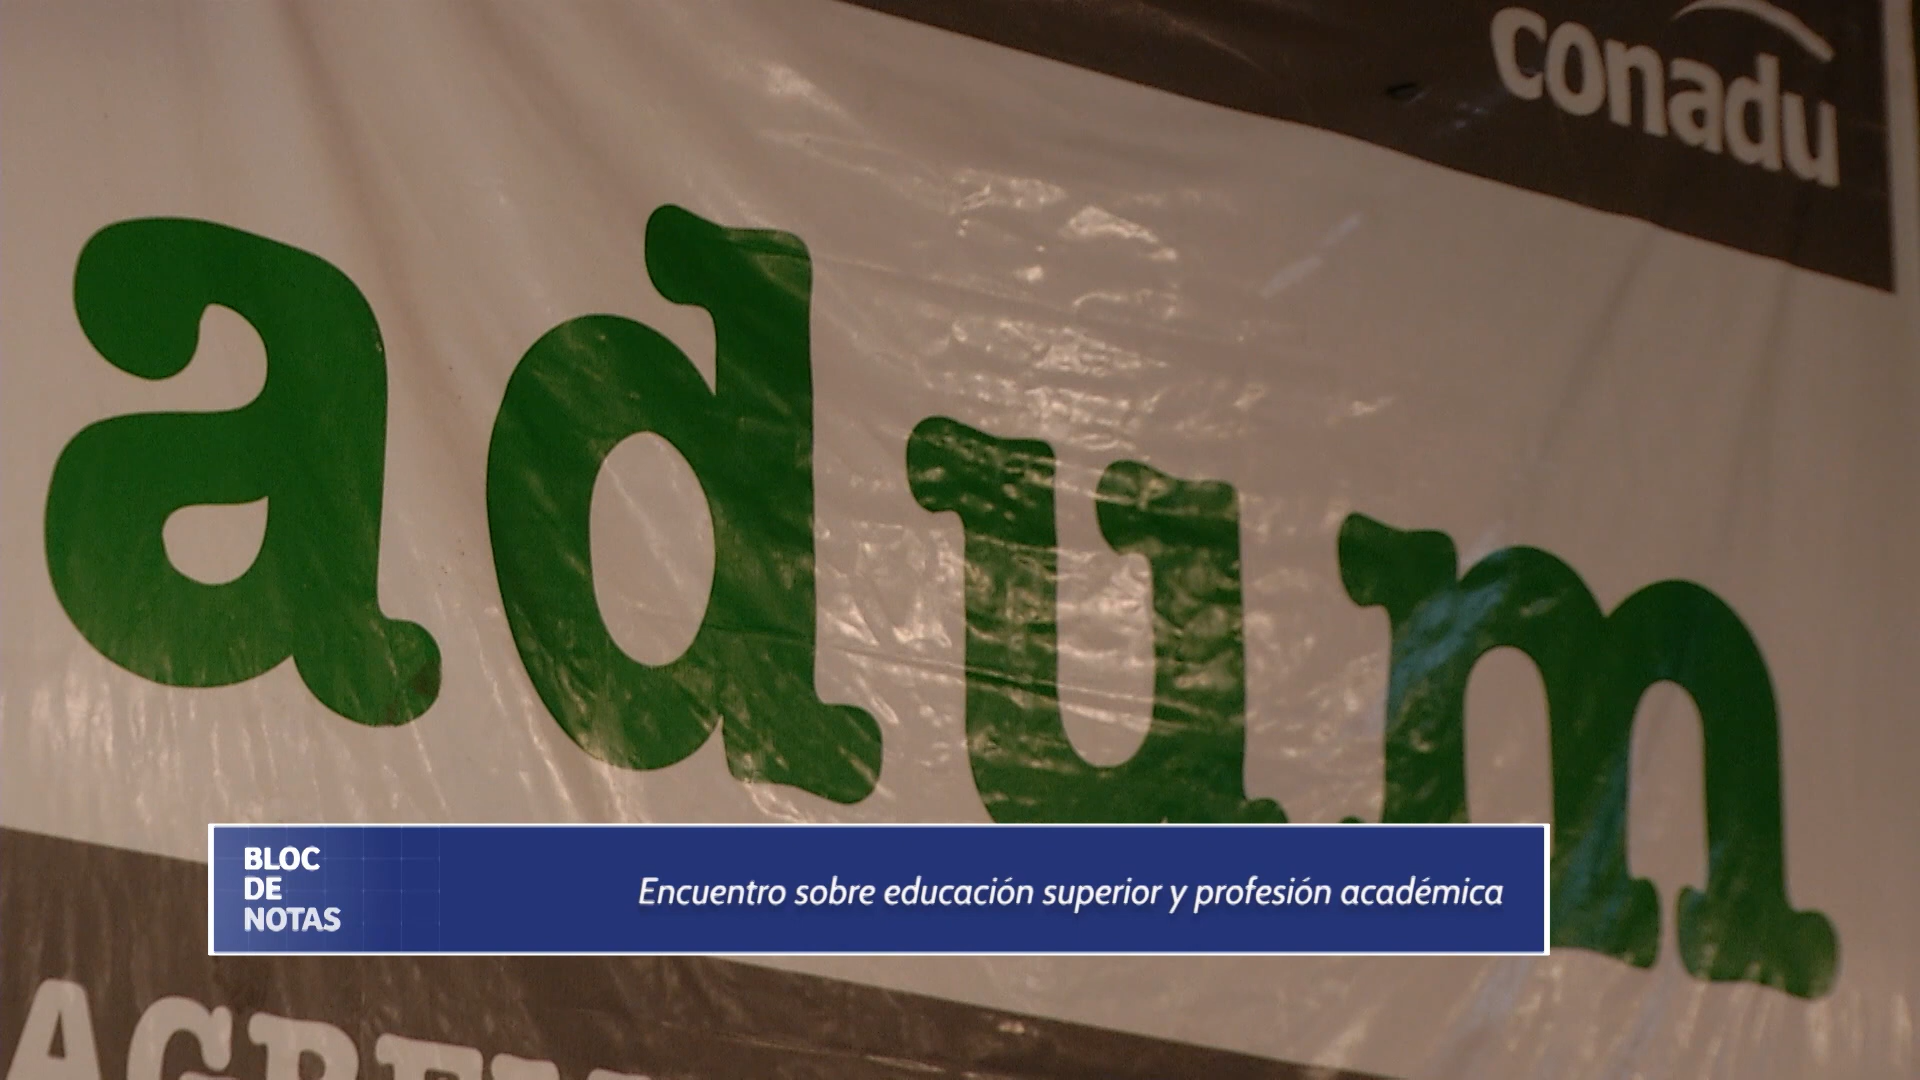 conadu
adum
BLOC
DE
NOTAS
Encuentro sobre educación superior y profesión académica